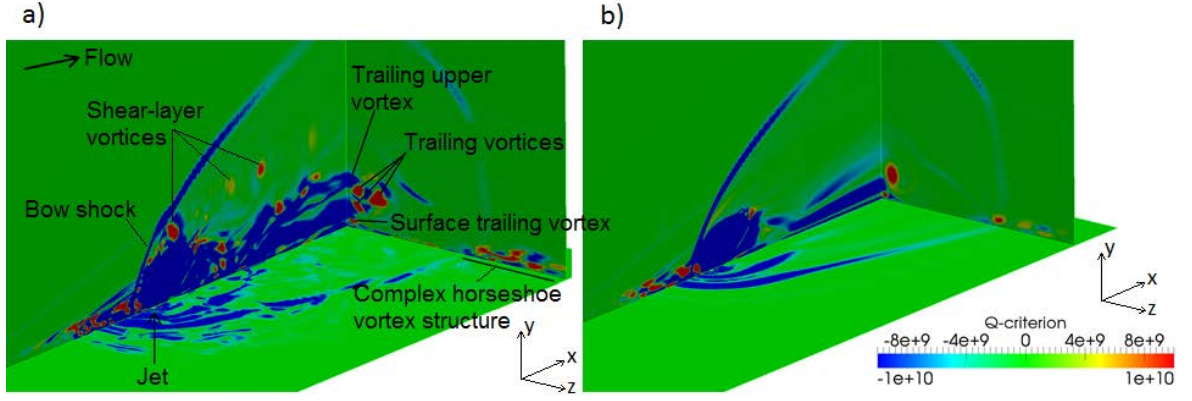 a)
b)
Flow
Trailing upper
vortex
Shear-layer
vortices
Trailing vortices
Bow shock
Surface trailing vortex
Complex horseshoe
vortex structure
Jet
y
x
z
y
x
z
Q-criterion
-8e+9 -4e+9 0 4e+9 8e+9
-1e+10 1e+10